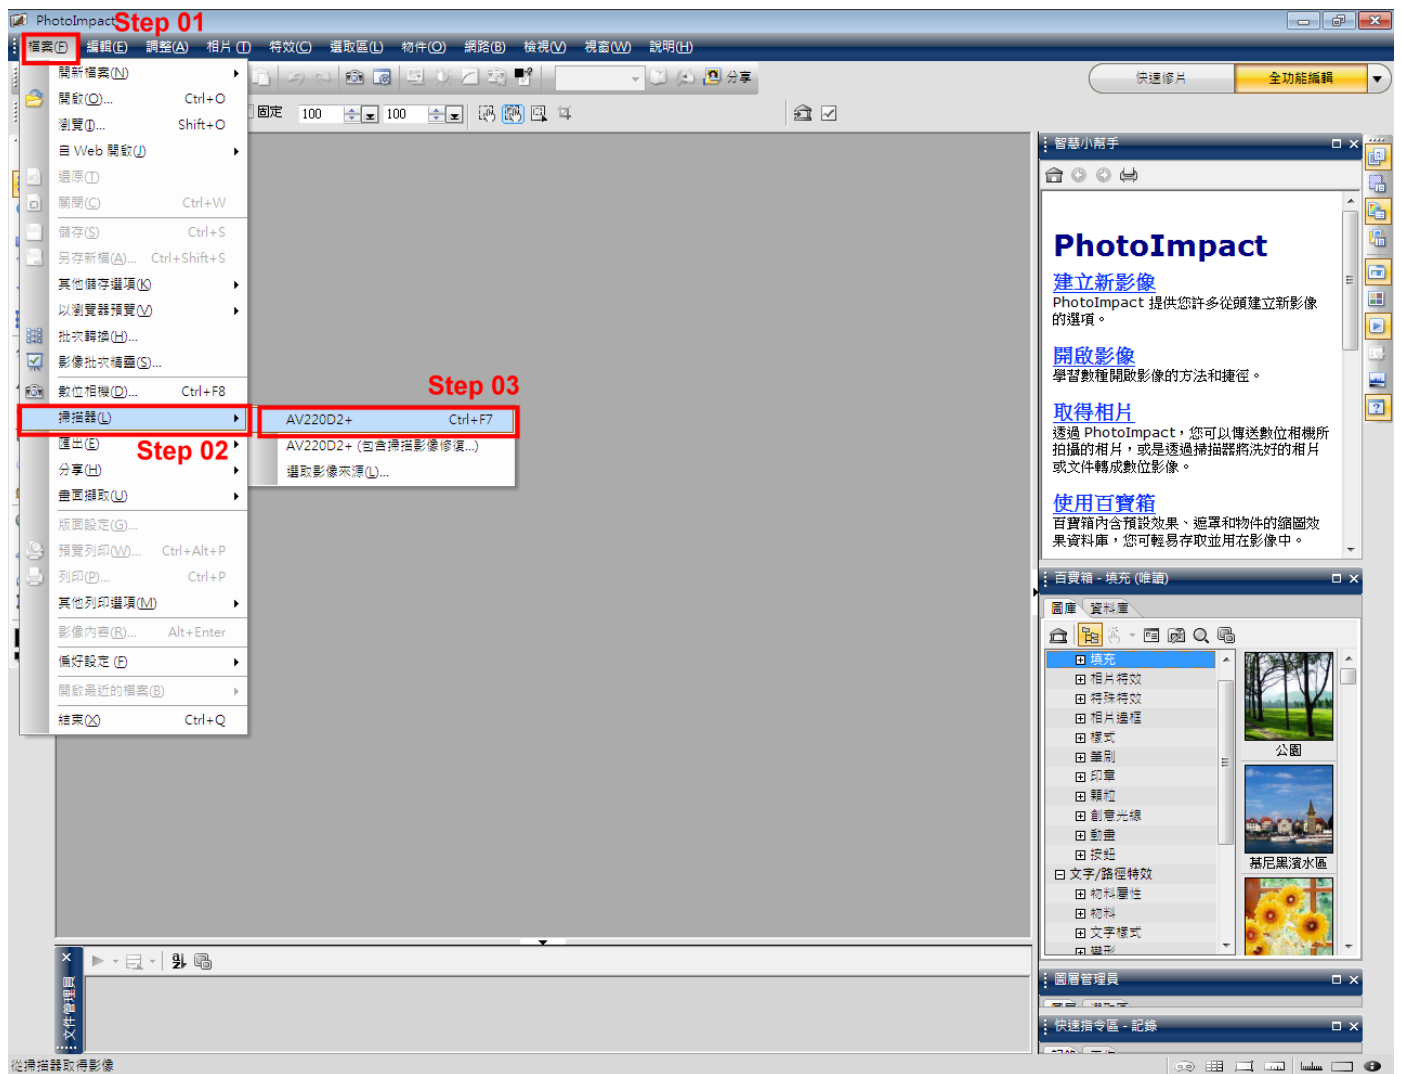 PhotoImpact
Step 01
檔案(F) 編輯(E) 調整(A) 相片(T) 特效(C) 選取區(L) 物件(O) 網路(B) 檢視(V) 視窗(W) 說明(H)
分享
快速修片 全功能編輯
固定 100 100
開新檔案(N)
開啟(O)... Ctrl+O
瀏覽(I)... Shift+O
自 Web 開啟(J)
還原(T)
關閉(C) Ctrl+W
儲存(S) Ctrl+S
另存新檔(A)... Ctrl+Shift+S
其他儲存選項(K)
以瀏覽器預覽(V)
批次轉換(H)...
影像批次精靈(S)...
數位相機(D)... Ctrl+F8
掃描器(L)
匯出(E)
分享(H)
畫面擷取(U)
版面設定(G)...
預覽列印(W)... Ctrl+Alt+P
列印(P)... Ctrl+P
其他列印選項(M)
影像內容(R)... Alt+Enter
偏好設定 (F)
開啟最近的檔案(B)
結束(X) Ctrl+Q
Step 02
Step 03
AV220D2+ Ctrl+F7
AV220D2+ (包含掃描影像修復...)
選取影像來源(L)...
智慧小幫手
PhotoImpact
建立新影像
PhotoImpact 提供您許多從頭建立新影像
的選項。
開啟影像
學習數種開啟影像的方法和捷徑。
取得相片
透過 PhotoImpact，您可以傳送數位相機所
拍攝的相片，或是透過掃描器將洗好的相片
或文件轉成數位影像。
使用百寶箱
百寶箱內含預設效果、遮罩和物件的縮圖效
果資料庫，您可輕易存取並用在影像中。
百寶箱 - 填充 (唯讀)
圖庫 資料庫
填充
相片特效
特殊特效
相片邊框
樣式
筆刷
印章
顆粒
創意光線
動畫
按鈕
文字/路徑特效
物料屬性
物料
文字樣式
變形
公園
基尼黑濱水區
圖層管理員
快速指令區 - 記錄
文件管理員
從掃描器取得影像